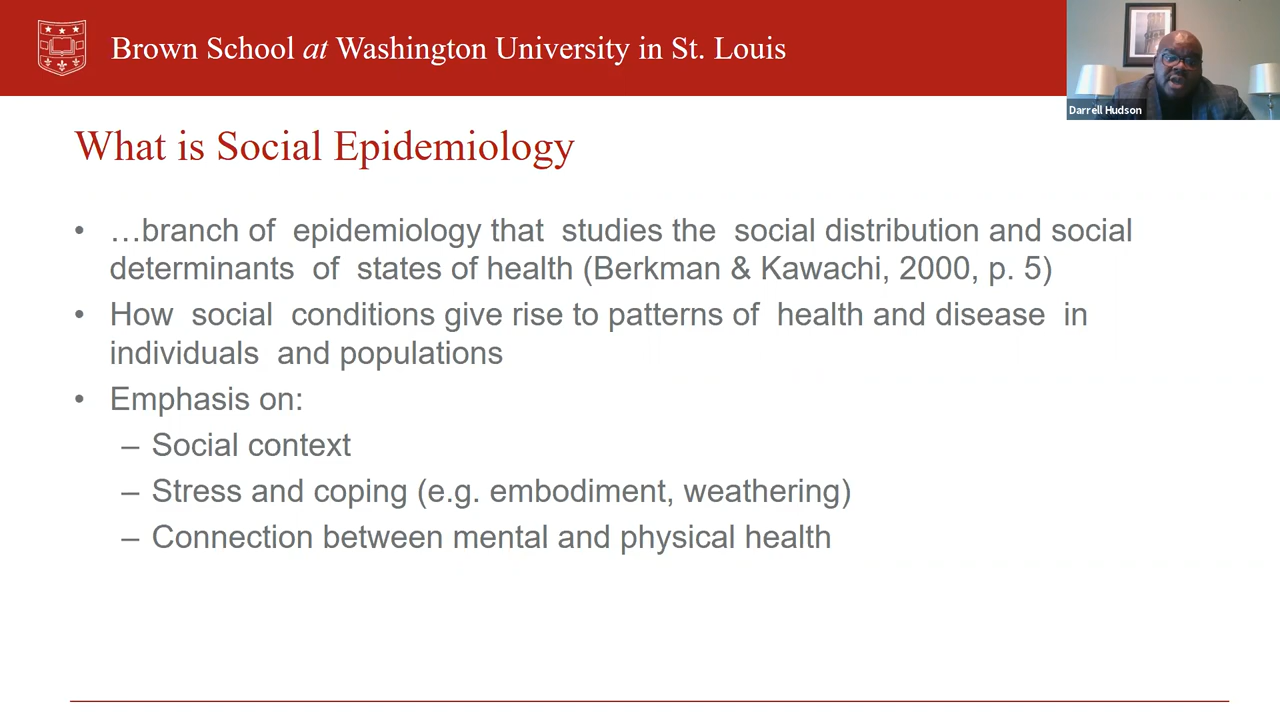 Brown School at Washington University in St. Louis
Darrell Hudson
What is Social Epidemiology
• …branch of epidemiology that studies the social distribution and social
determinants of states of health (Berkman & Kawachi, 2000, p. 5)
• How social conditions give rise to patterns of health and disease in
individuals and populations
• Emphasis on:
– Social context
– Stress and coping (e.g. embodiment, weathering)
– Connection between mental and physical health